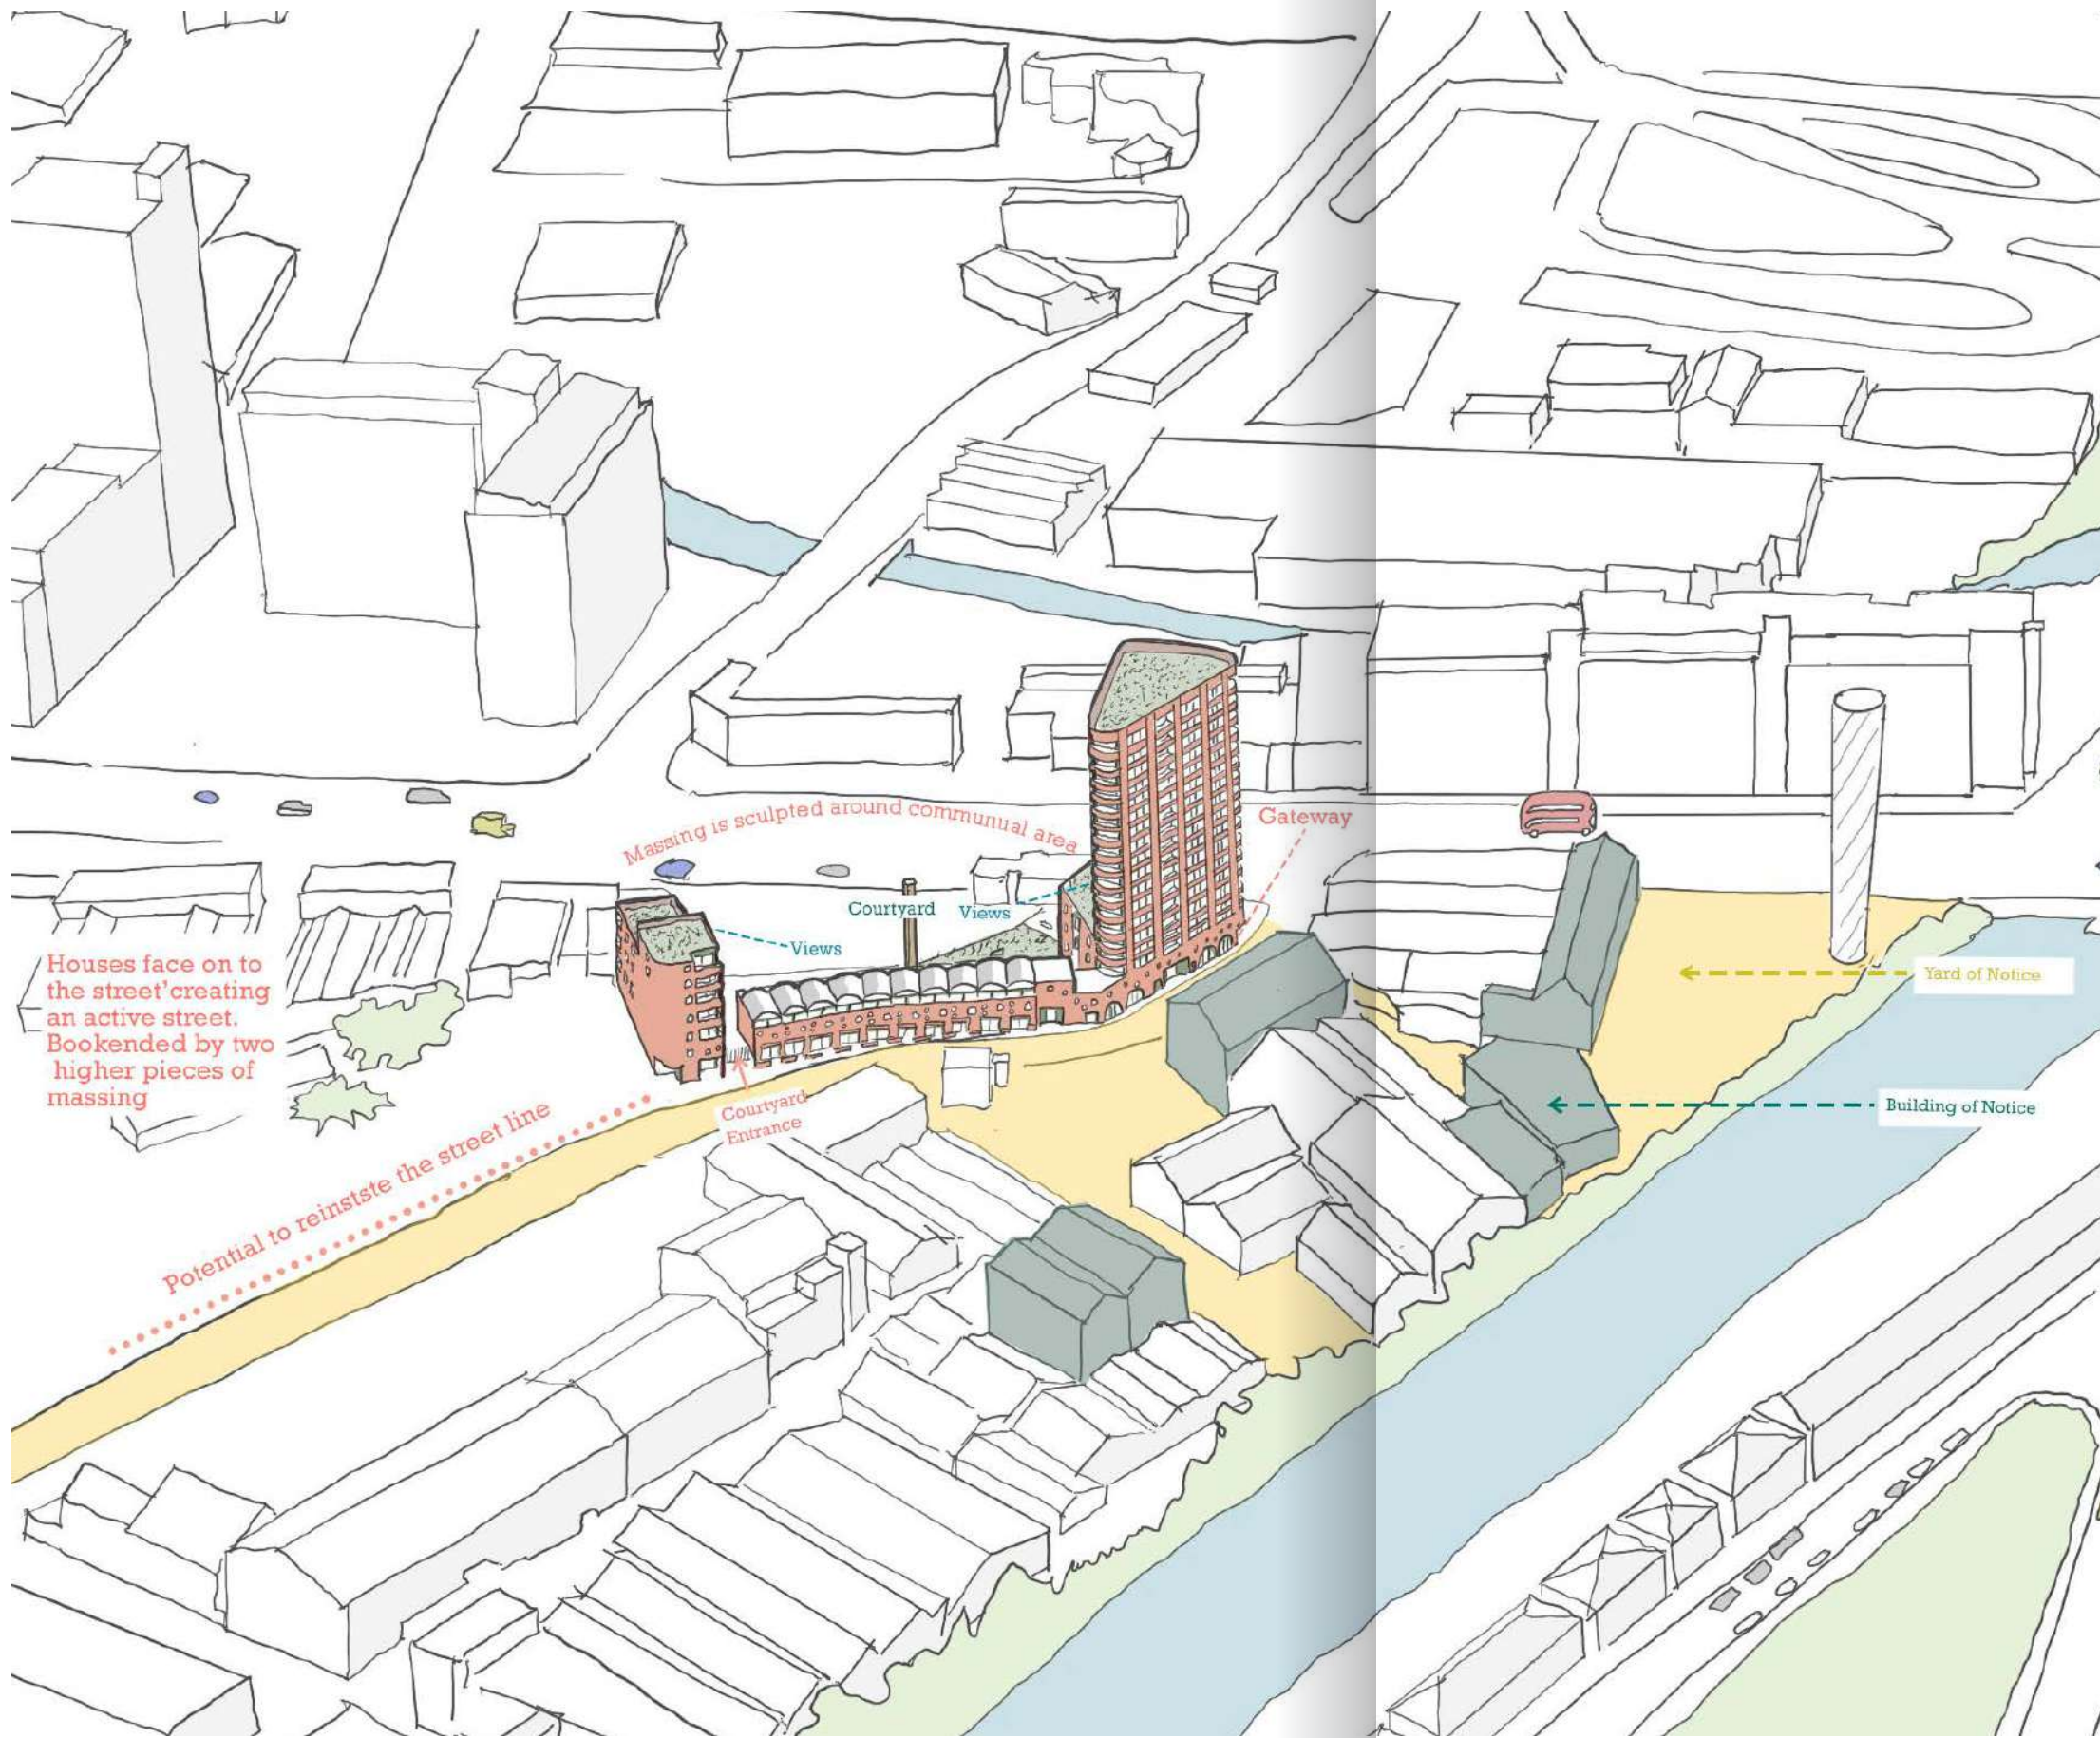 Massing is sculpted around communual area
Gateway
Courtyard
Views
Views
Houses face on to
the street'creating
an active street.
Bookended by two
higher pieces of
massing
Yard of Notice
Building of Notice
Courtyard
Entrance
Potential to reinstste the street line